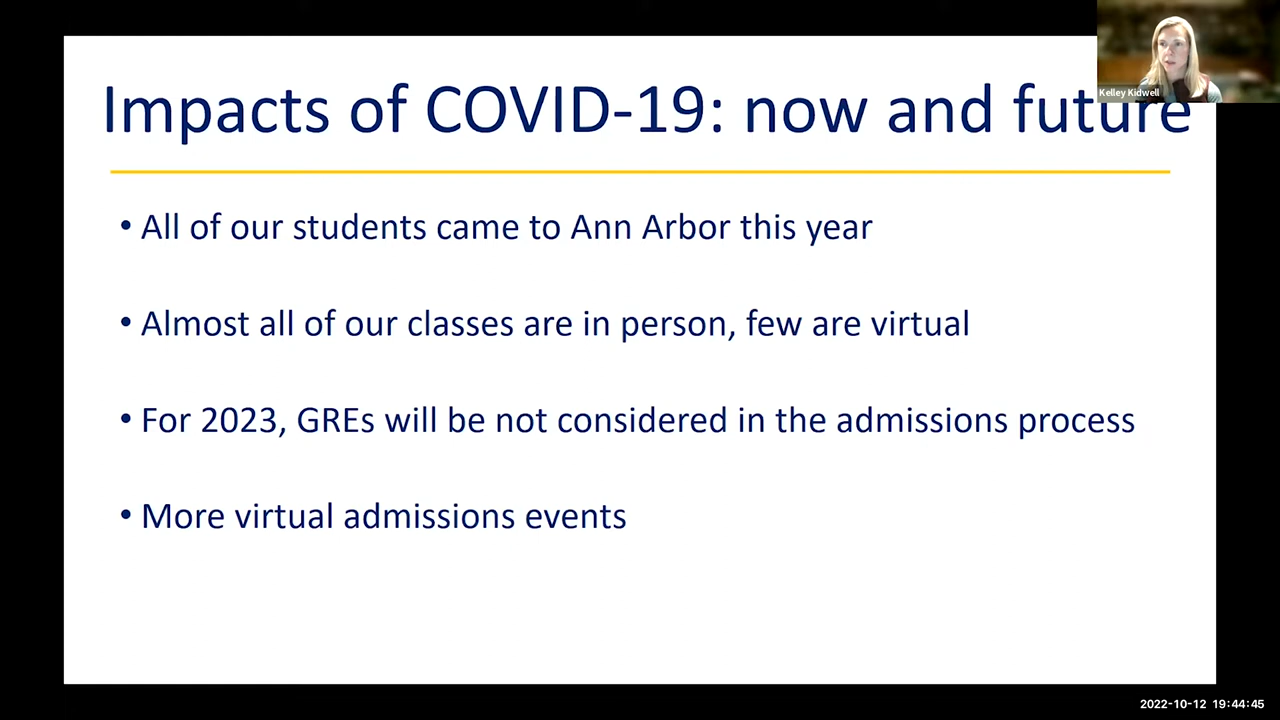 Impacts of COVID-19: now and future
Kelley Kidwell
• All of our students came to Ann Arbor this year
• Almost all of our classes are in person, few are virtual
• For 2023, GREs will be not considered in the admissions process
• More virtual admissions events
2022-10-12 19:44:45